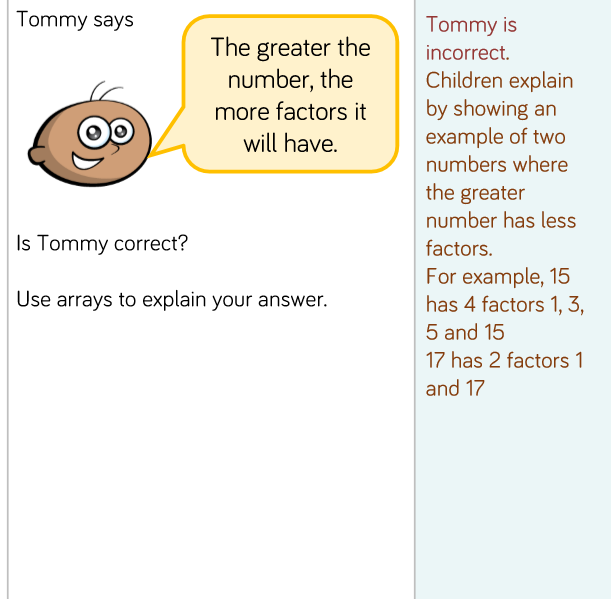 Tommy says
The greater the
number, the
more factors it
will have.
Is Tommy correct?
Use arrays to explain your answer.
Tommy is
incorrect.
Children explain
by showing an
example of two
numbers where
the greater
number has less
factors.
For example, 15
has 4 factors 1, 3,
5 and 15
17 has 2 factors 1
and 17